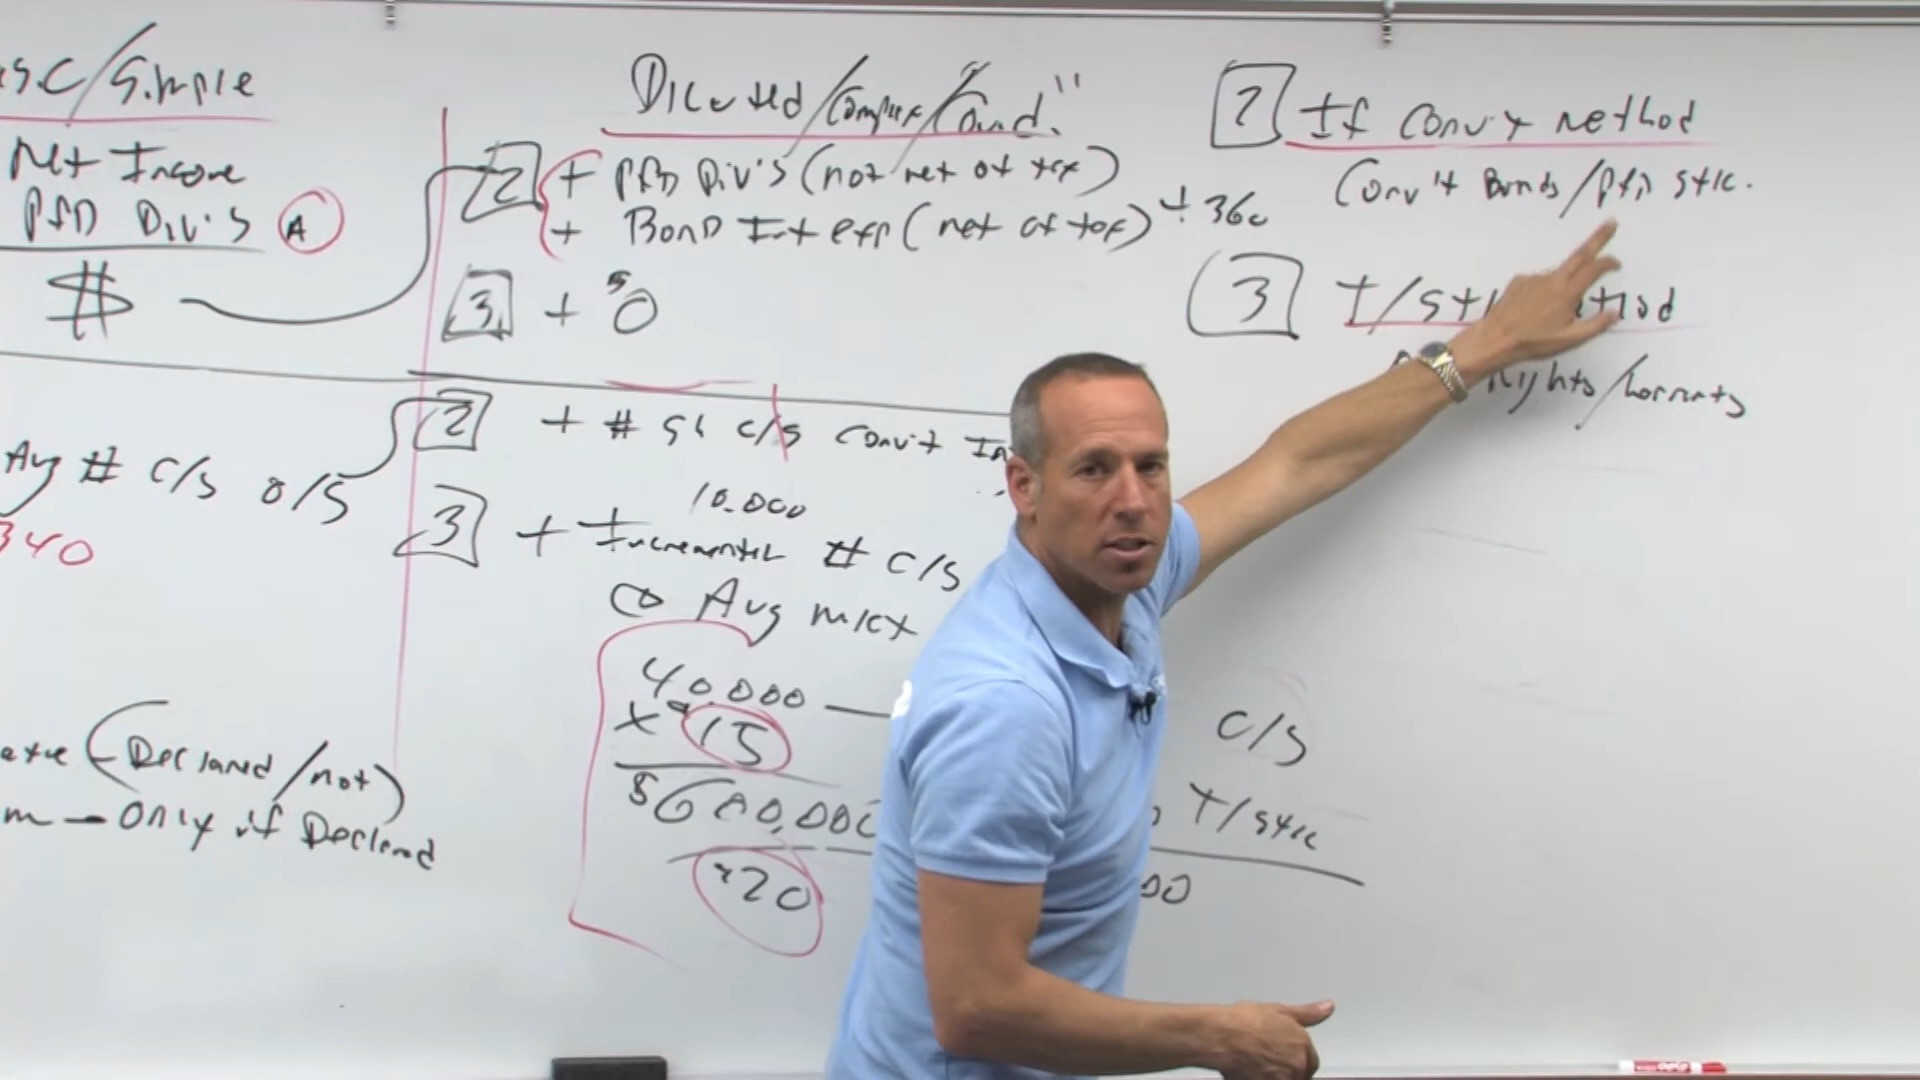 /Simple
Net Income
PfD Div's A
$
Avg # c/s o/s
340
(Declared/not)
m - Only if Declared
Diluted/Complex/"Cond."
2 + PfD Div's (not net of tax)
+ Bond Int exp (net of tax) + 360
3 + $0
2 + # sh c/s Conv't
10,000
3 + Incremental # c/s
Avg mkt
40,000
x $15
$600,000
$20
c/s
T/stk
00
2 If Conv't method
Conv't Bonds/Pfd stk.
3 T/st
Rights/Warrants